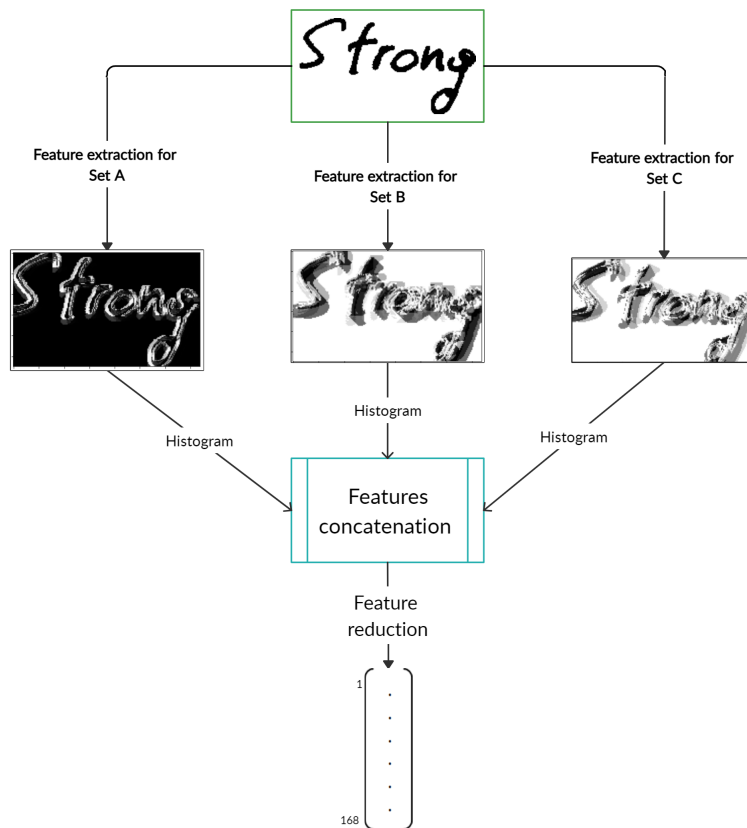 Strong
Feature extraction for
Set A
Feature extraction for
Set B
Feature extraction for
Set C
Strong
Strong
Strong
Histogram
Histogram
Histogram
Features
concatenation
Feature
reduction
1
168